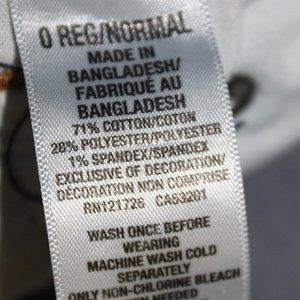 0 REG/NORMAL
MADE IN
BANGLADESH/
FABRIQUÉ AU
BANGLADESH
71% COTTON/COTON
28% POLYESTER/POLYESTER
1% SPANDEX/SPANDEX
EXCLUSIVE OF DECORATION/
DÉCORATION NON COMPRISE
RN121726 CA53201
WASH ONCE BEFORE
WEARING
MACHINE WASH COLD
SEPARATELY
ONLY NON-CHLORINE BLEACH
WHEN NEEDED